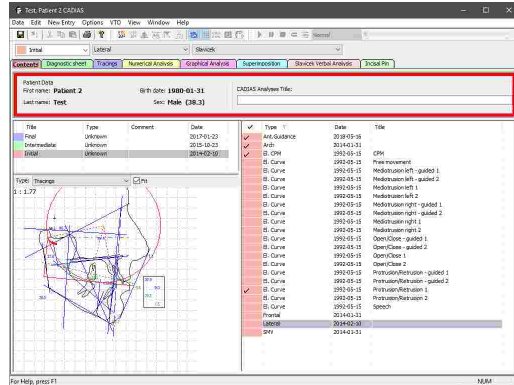 Test, Patient 2 CADIAS
Data Edit New Entry Options VTO View Window Help
Normal
Initial Lateral Slavicek
Contents Diagnostic sheet Tracings Numerical Analysis Graphical Analysis Superimposition Slavicek Verbal Analysis Incisal Pin
Patient Data
First name: Patient 2 Birth date: 1980-01-31 CADIAS Analyses Title:
Last name: Test Sex: Male (38.3)
Title Type Comment Date
Final Unknown 2017-01-23
Intermediate Unknown 2015-10-23
Initial Unknown 2014-02-10
Type: Tracings Fit
1 : 1.77
Type Date Title
Ant.Guidance 2018-05-16
Arch 2014-01-31
El. CPM 1992-05-15 CPM
El. Curve 1992-05-15 Free movement
El. Curve 1992-05-15 Mediotrusion left - guided 1
El. Curve 1992-05-15 Mediotrusion left - guided 2
El. Curve 1992-05-15 Mediotrusion left 1
El. Curve 1992-05-15 Mediotrusion left 2
El. Curve 1992-05-15 Mediotrusion right - guided 1
El. Curve 1992-05-15 Mediotrusion right - guided 2
El. Curve 1992-05-15 Mediotrusion right 1
El. Curve 1992-05-15 Mediotrusion right 2
El. Curve 1992-05-15 Open/Close - guided 1
El. Curve 1992-05-15 Open/Close - guided 2
El. Curve 1992-05-15 Open/Close 1
El. Curve 1992-05-15 Open/Close 2
El. Curve 1992-05-15 Protrusion/Retrusion - guided 1
El. Curve 1992-05-15 Protrusion/Retrusion - guided 2
El. Curve 1992-05-15 Protrusion/Retrusion 1
El. Curve 1992-05-15 Protrusion/Retrusion 2
El. Curve 1992-05-15 Speech
Frontal 2014-01-31
Lateral 2014-02-10
SMV 2014-01-31
For Help, press F1 NUM